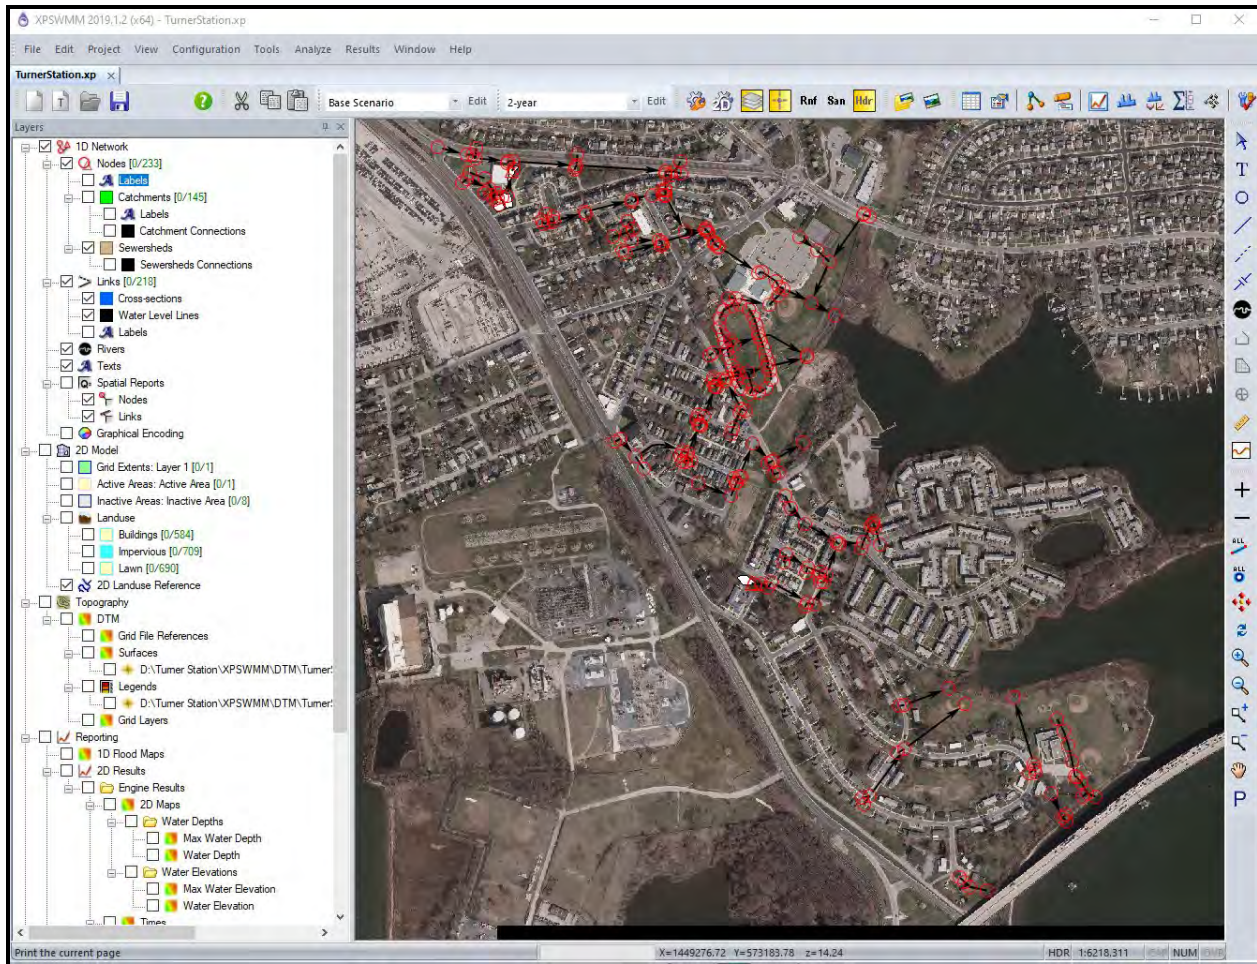 XPSWMM 2019.1.2 (x64) - TurnerStation.xp
File Edit Project View Configuration Tools Analyze Results Window Help
TurnerStation.xp
Base Scenario Edit 2-year Edit Rnf San Hdr
Layers
1D Network
Nodes [0/233]
Labels
Catchments [0/145]
Labels
Catchment Connections
Sewersheds
Sewersheds Connections
Links [0/218]
Cross-sections
Water Level Lines
Labels
Rivers
Texts
Spatial Reports
Nodes
Links
Graphical Encoding
2D Model
Grid Extents: Layer 1 [0/1]
Active Areas: Active Area [0/1]
Inactive Areas: Inactive Area [0/8]
Landuse
Buildings [0/584]
Impervious [0/709]
Lawn [0/690]
2D Landuse Reference
Topography
DTM
Grid File References
Surfaces
D:\Turner Station\XPSWMM\DTM\Turner
Legends
D:\Turner Station\XPSWMM\DTM\Turner
Grid Layers
Reporting
1D Flood Maps
2D Results
Engine Results
2D Maps
Water Depths
Max Water Depth
Water Depth
Water Elevations
Max Water Elevation
Water Elevation
Times
T
ALL
ALL
P
Print the current page X=1449276.72 Y=573183.78 z=14.24 HDR 1:6218.311 CAP NUM OVR